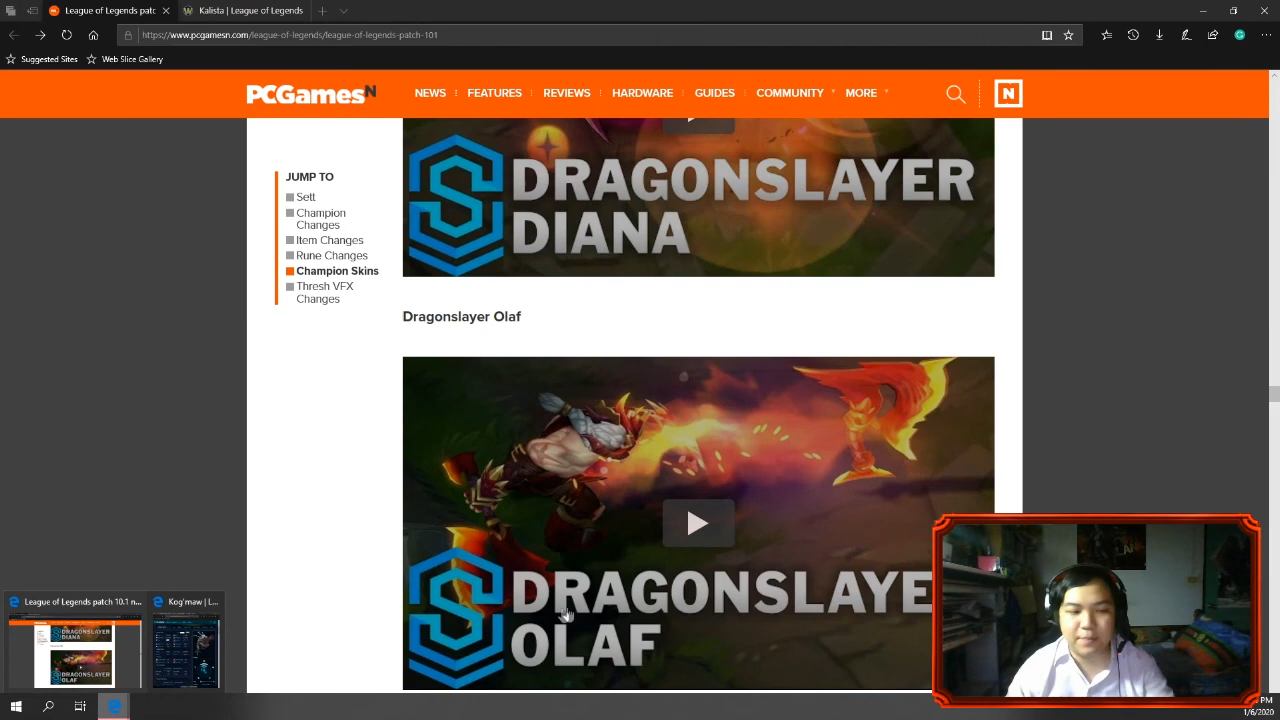 League of Legends patc
Kalista | League of Legends
https://www.pcgamesn.com/league-of-legends/league-of-legends-patch-101
Suggested Sites
Web Slice Gallery
PCGamesN
NEWS
FEATURES
REVIEWS
HARDWARE
GUIDES
COMMUNITY
MORE
N
JUMP TO
Sett
Champion
Changes
Item Changes
Rune Changes
Champion Skins
Thresh VFX
Changes
DRAGONSLAYER
DIANA
Dragonslayer Olaf
DRAGONSLAYE
OLAF
League of Legends patch 10.1 n...
Kog'maw | L...
DRAGONSLAYER
DIANA
DRAGONSLAYER
OLAF
PM
1/6/2020